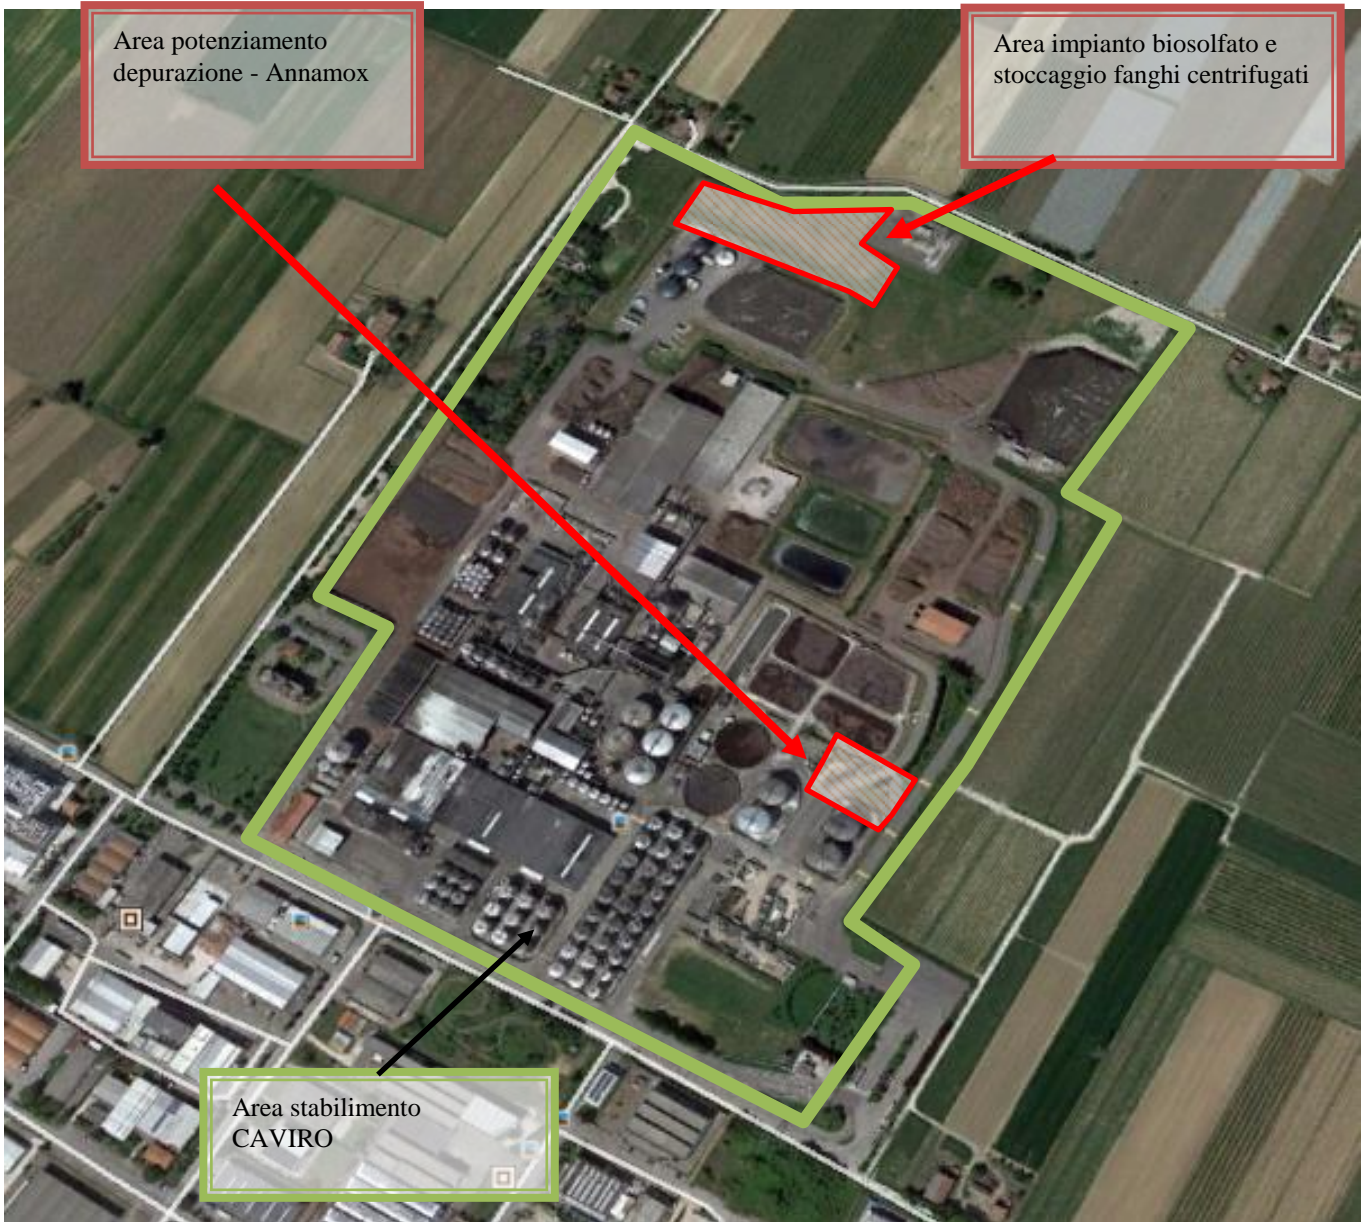 Area potenziamento
depurazione - Annamox
Area impianto biosolfato e
stoccaggio fanghi centrifugati
Area stabilimento
CAVIRO